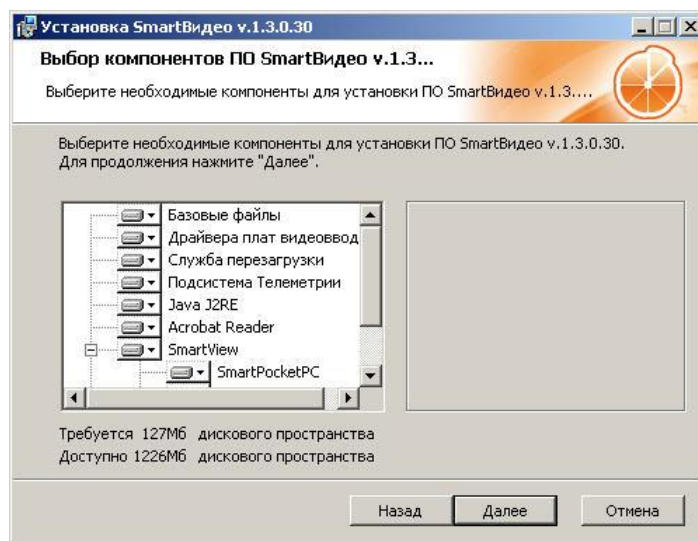 Установка SmartВидео v.1.3.0.30
Выбор компонентов ПО SmartВидео v.1.3...
Выберите необходимые компоненты для установки ПО SmartВидео v.1.3....
Выберите необходимые компоненты для установки ПО SmartВидео v.1.3.0.30.
Для продолжения нажмите "Далее".
Базовые файлы
Драйвера плат видеоввод
Служба перезагрузки
Подсистема Телеметрии
Java J2RE
Acrobat Reader
SmartView
SmartPocketPC
Требуется 127Мб дискового пространства
Доступно 1226Мб дискового пространства
Назад Далее Отмена